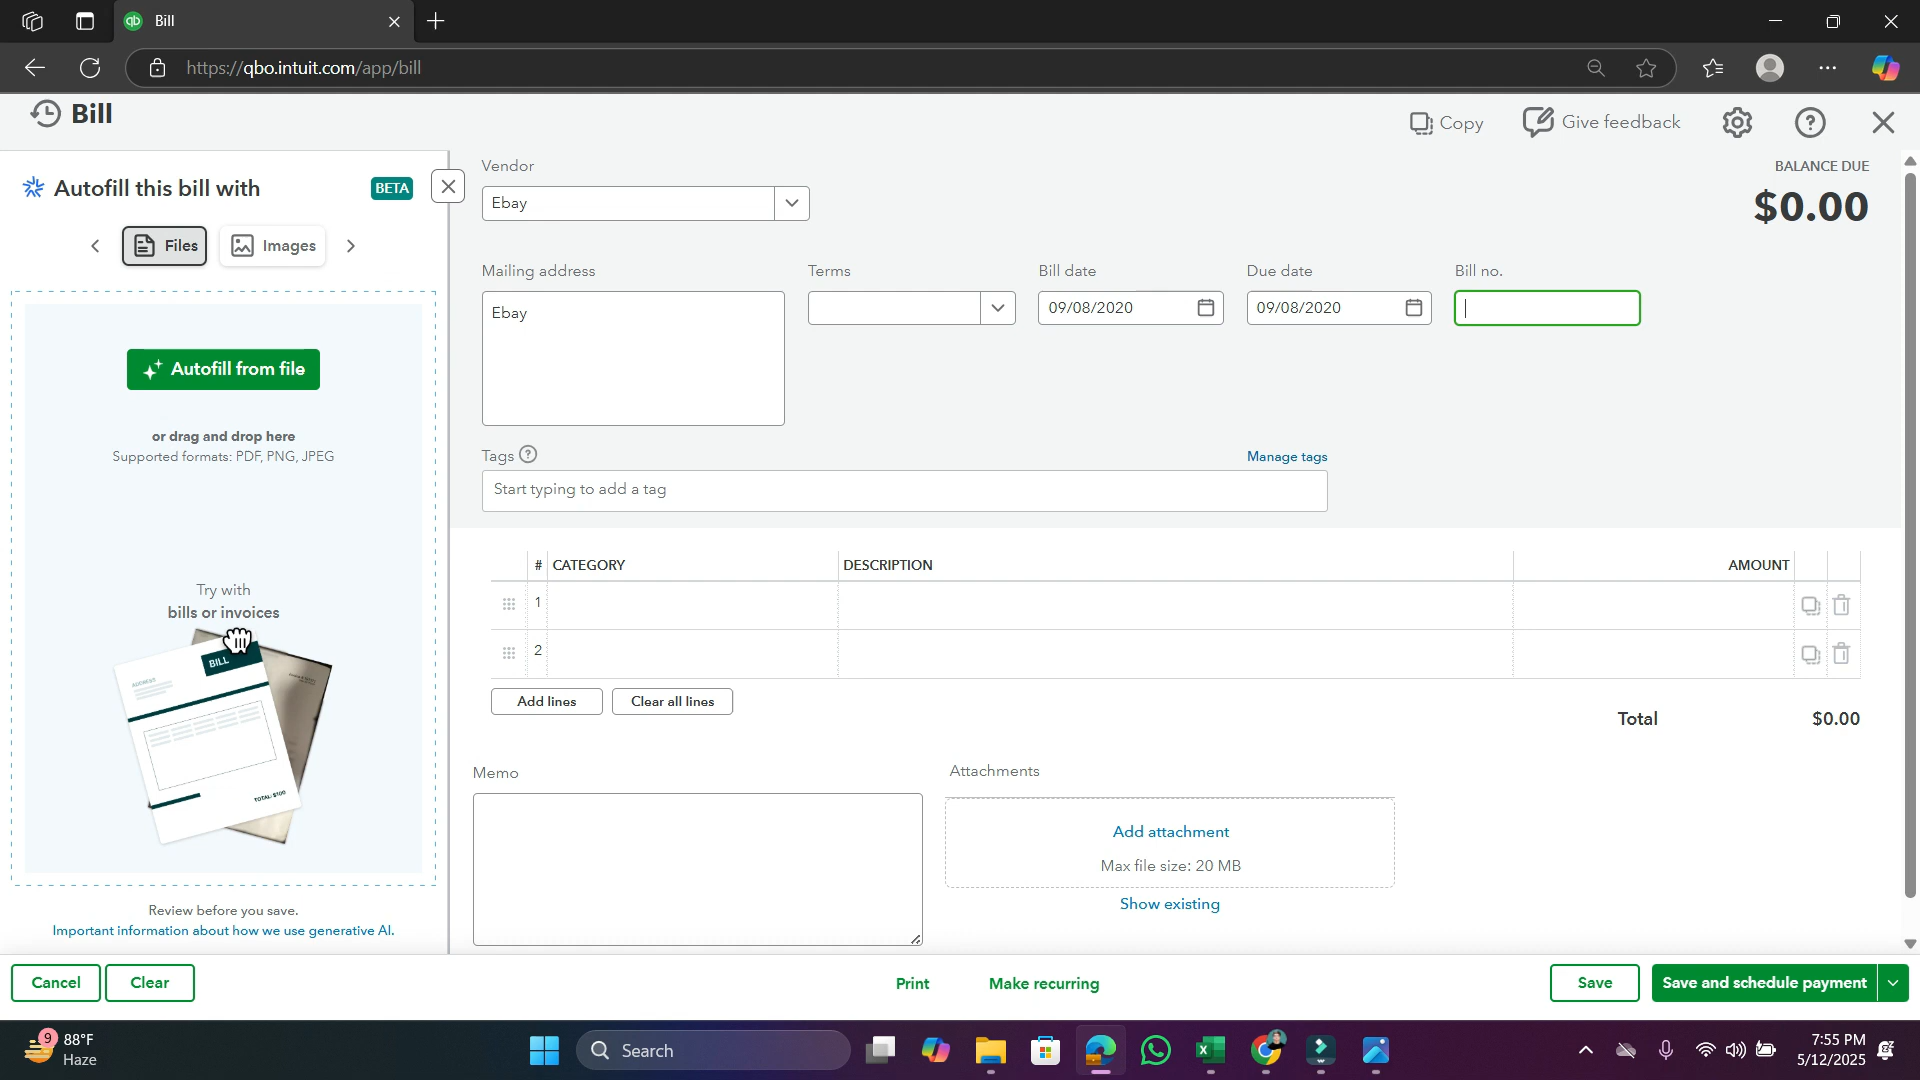 Bill
https://qbo.intuit.com/app/bill
Bill
Copy
Give feedback
Autofill this bill with
BETA
Files
Images
Autofill from file
or drag and drop here
Supported formats: PDF, PNG, JPEG
Try with
bills or invoices
BILL
ADDRESS
TOTAL: $100
Review before you save.
Important information about how we use generative AI.
Vendor
Ebay
BALANCE DUE
$0.00
Mailing address
Terms
Bill date
Due date
Bill no.
Ebay
09/08/2020
09/08/2020
Tags
Manage tags
Start typing to add a tag
# CATEGORY DESCRIPTION AMOUNT
1
2
Add lines
Clear all lines
Total $0.00
Memo
Attachments
Add attachment
Max file size: 20 MB
Show existing
Cancel
Clear
Print
Make recurring
Save
Save and schedule payment
9
88°F
Haze
Search
7:55 PM
5/12/2025